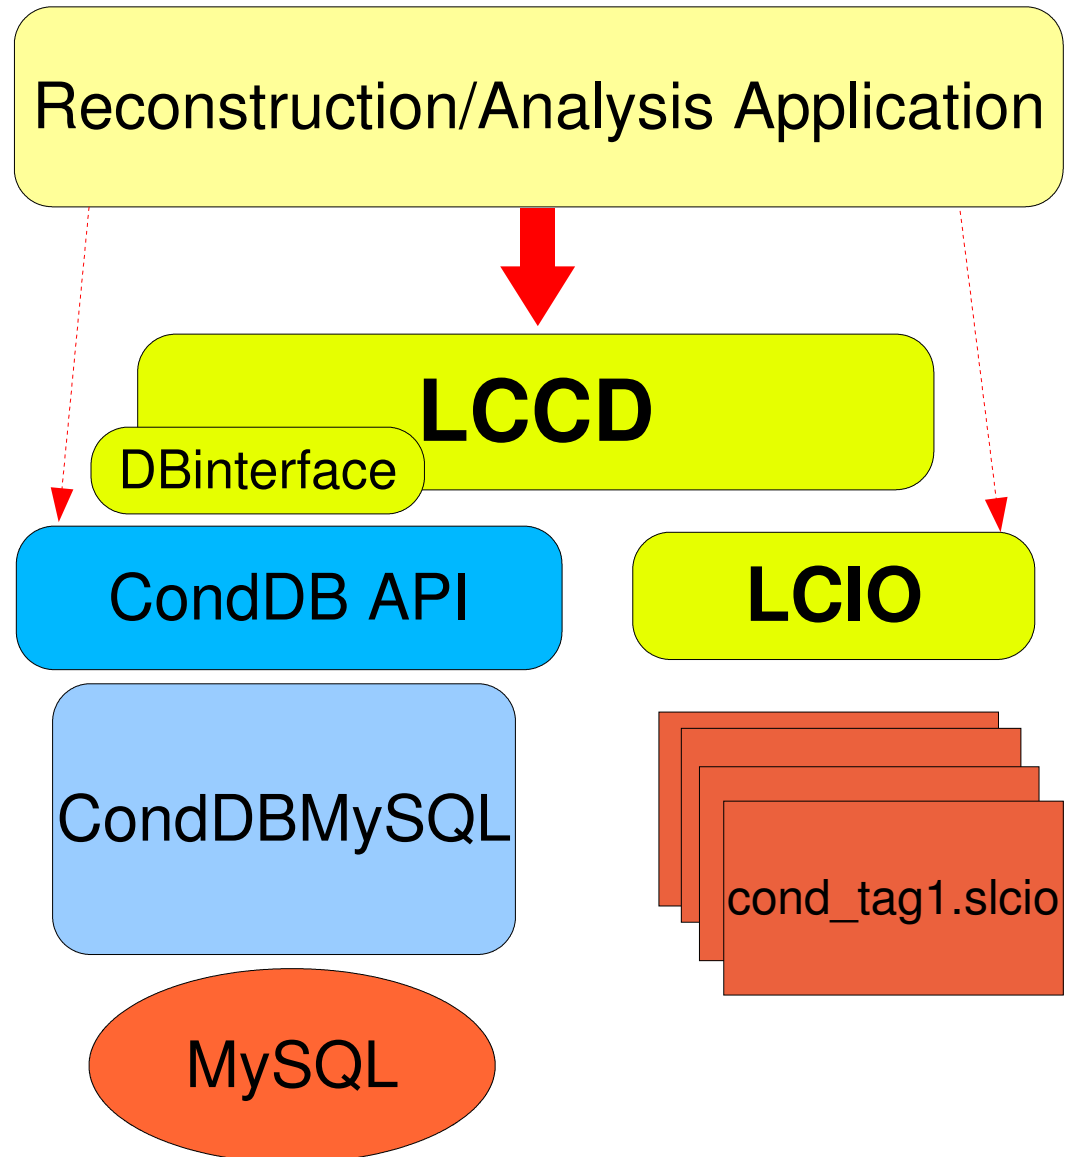 Reconstruction/Analysis Application
LCCD
DBinterface
CondDB API
LCIO
CondDBMySQL
cond_tag1.slcio
MySQL